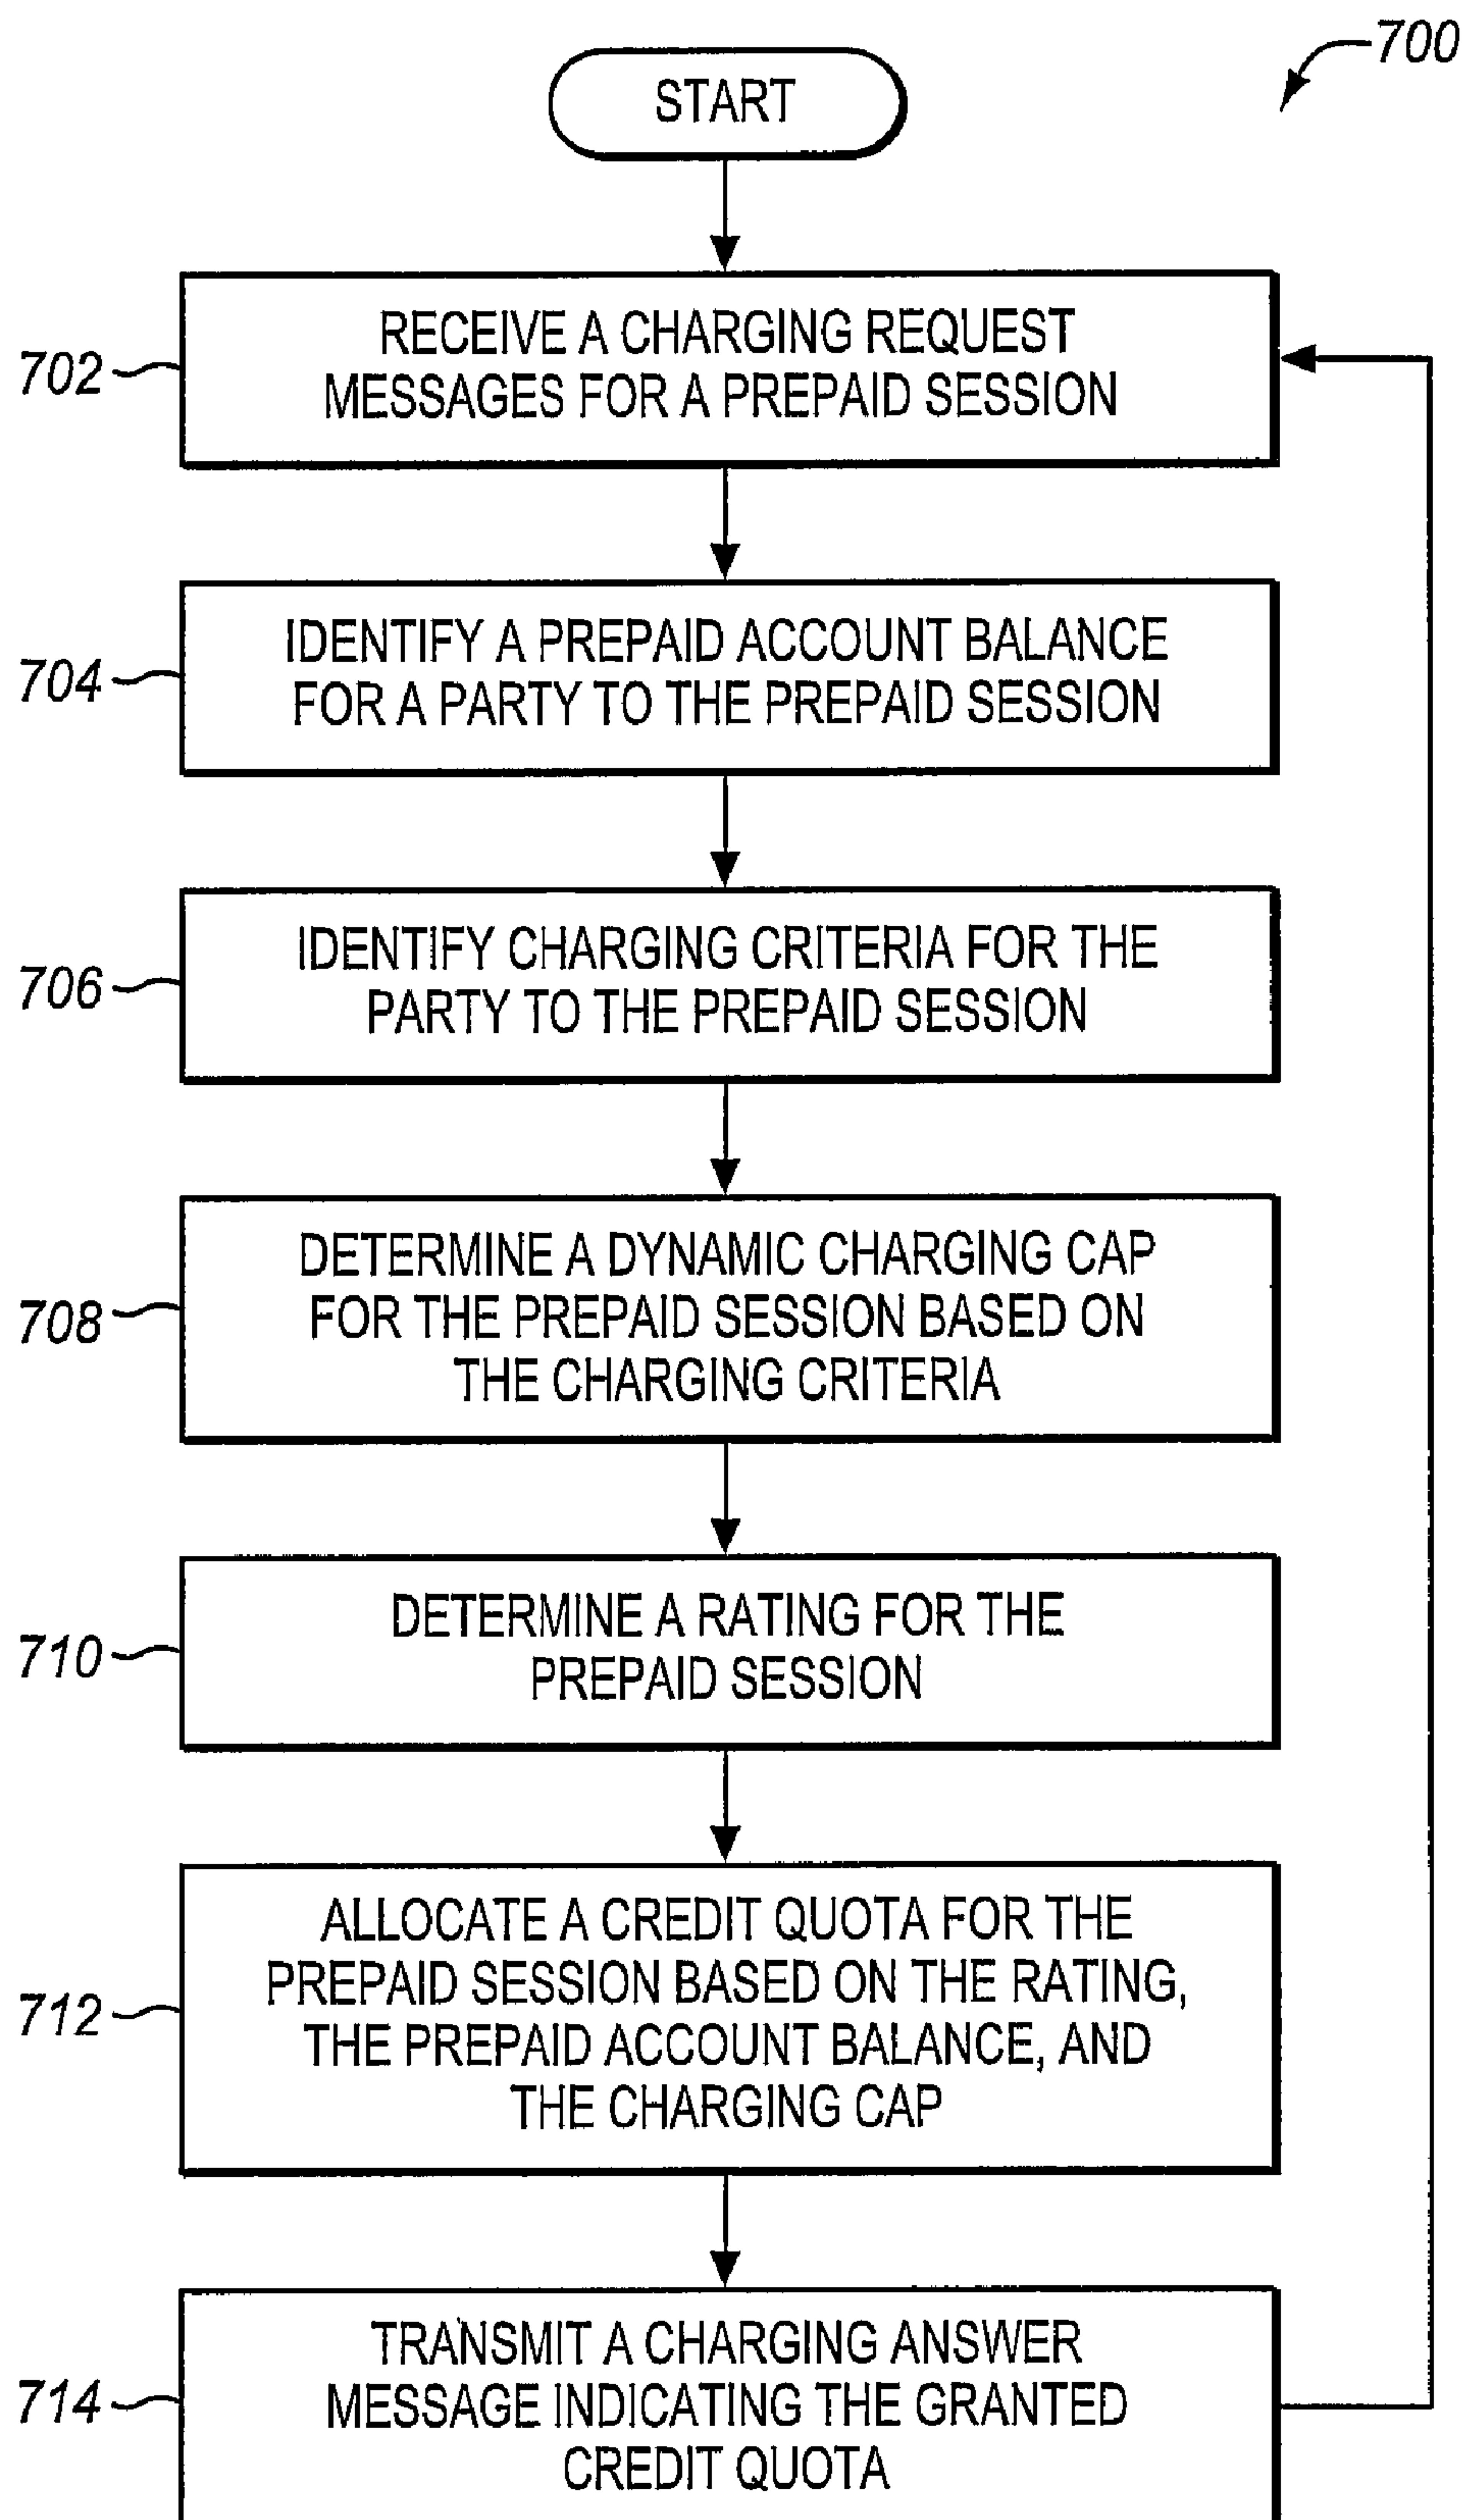 700
START
702
RECEIVE A CHARGING REQUEST
MESSAGES FOR A PREPAID SESSION
704
IDENTIFY A PREPAID ACCOUNT BALANCE
FOR A PARTY TO THE PREPAID SESSION
706
IDENTIFY CHARGING CRITERIA FOR THE
PARTY TO THE PREPAID SESSION
708
DETERMINE A DYNAMIC CHARGING CAP
FOR THE PREPAID SESSION BASED ON
THE CHARGING CRITERIA
710
DETERMINE A RATING FOR THE
PREPAID SESSION
712
ALLOCATE A CREDIT QUOTA FOR THE
PREPAID SESSION BASED ON THE RATING,
THE PREPAID ACCOUNT BALANCE, AND
THE CHARGING CAP
714
TRANSMIT A CHARGING ANSWER
MESSAGE INDICATING THE GRANTED
CREDIT QUOTA